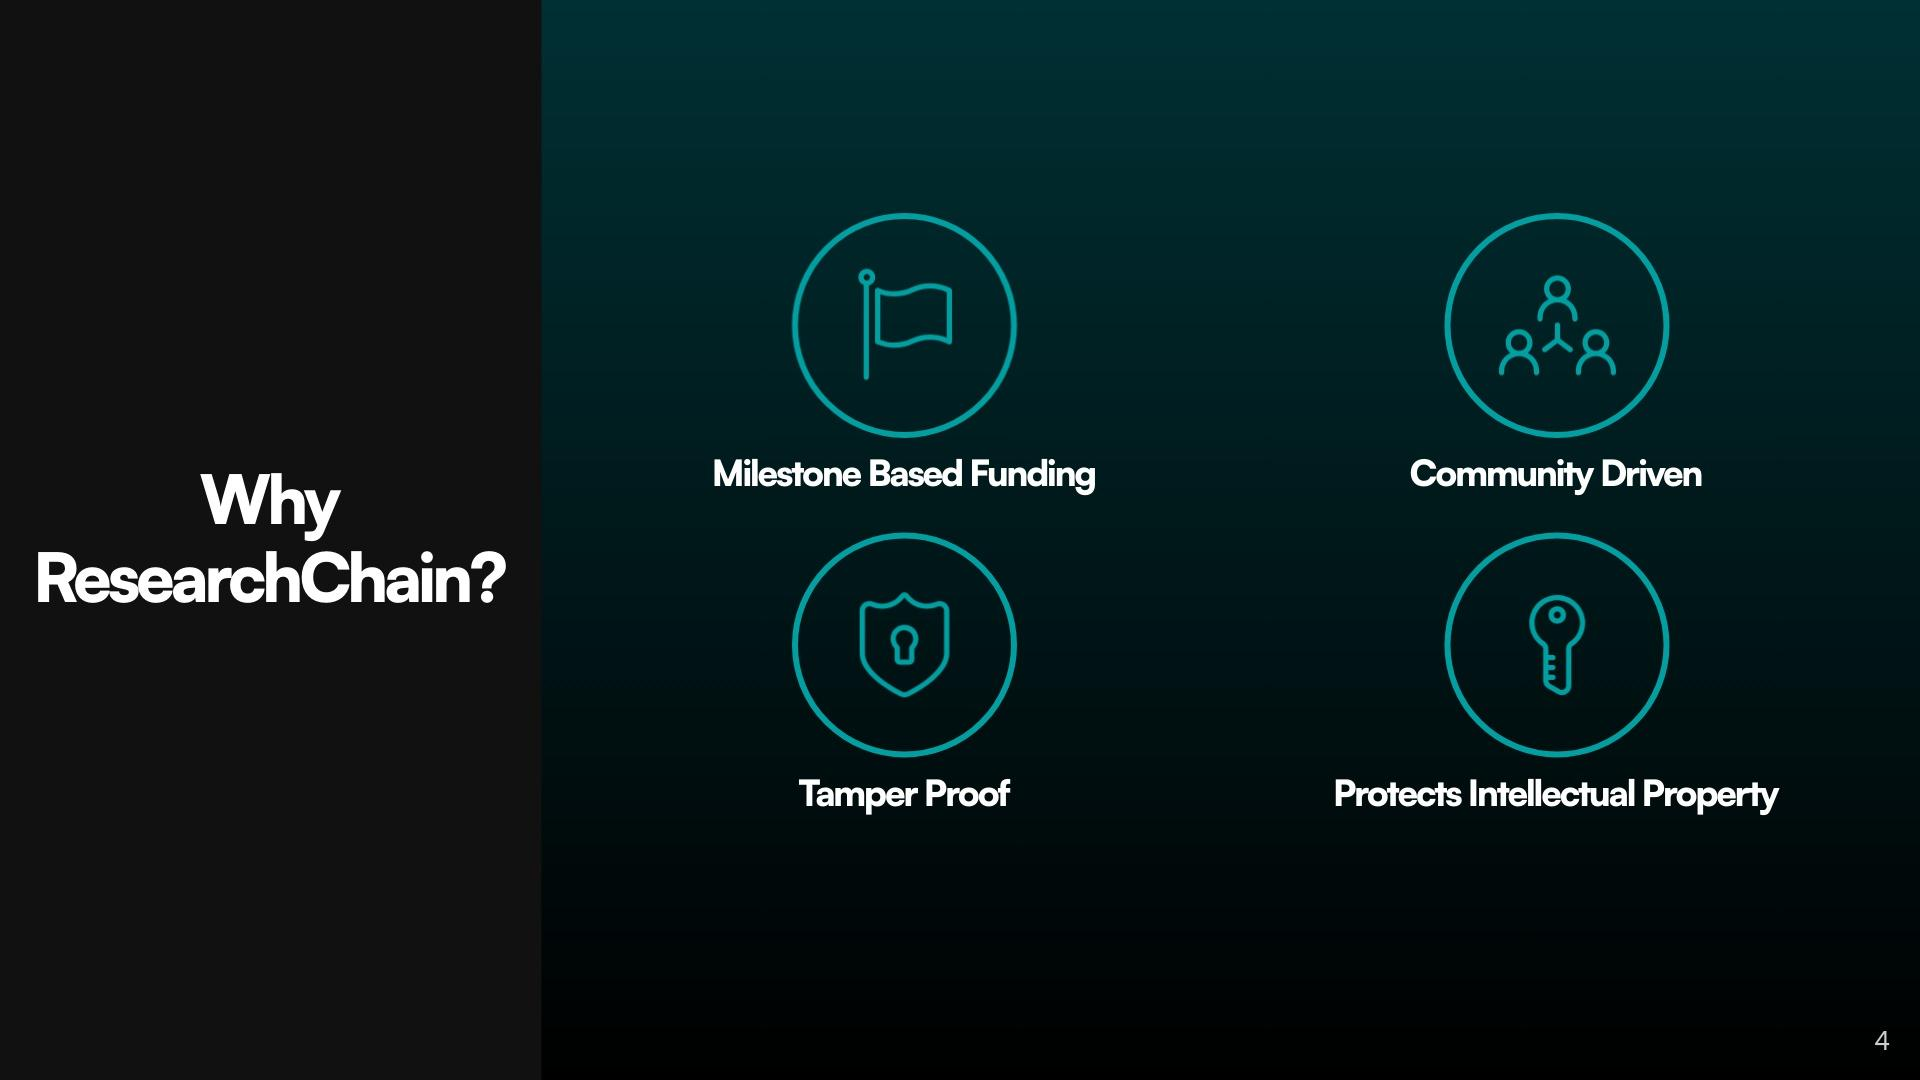 Why
ResearchChain?
Milestone Based Funding
Community Driven
Tamper Proof
Protects Intellectual Property
4